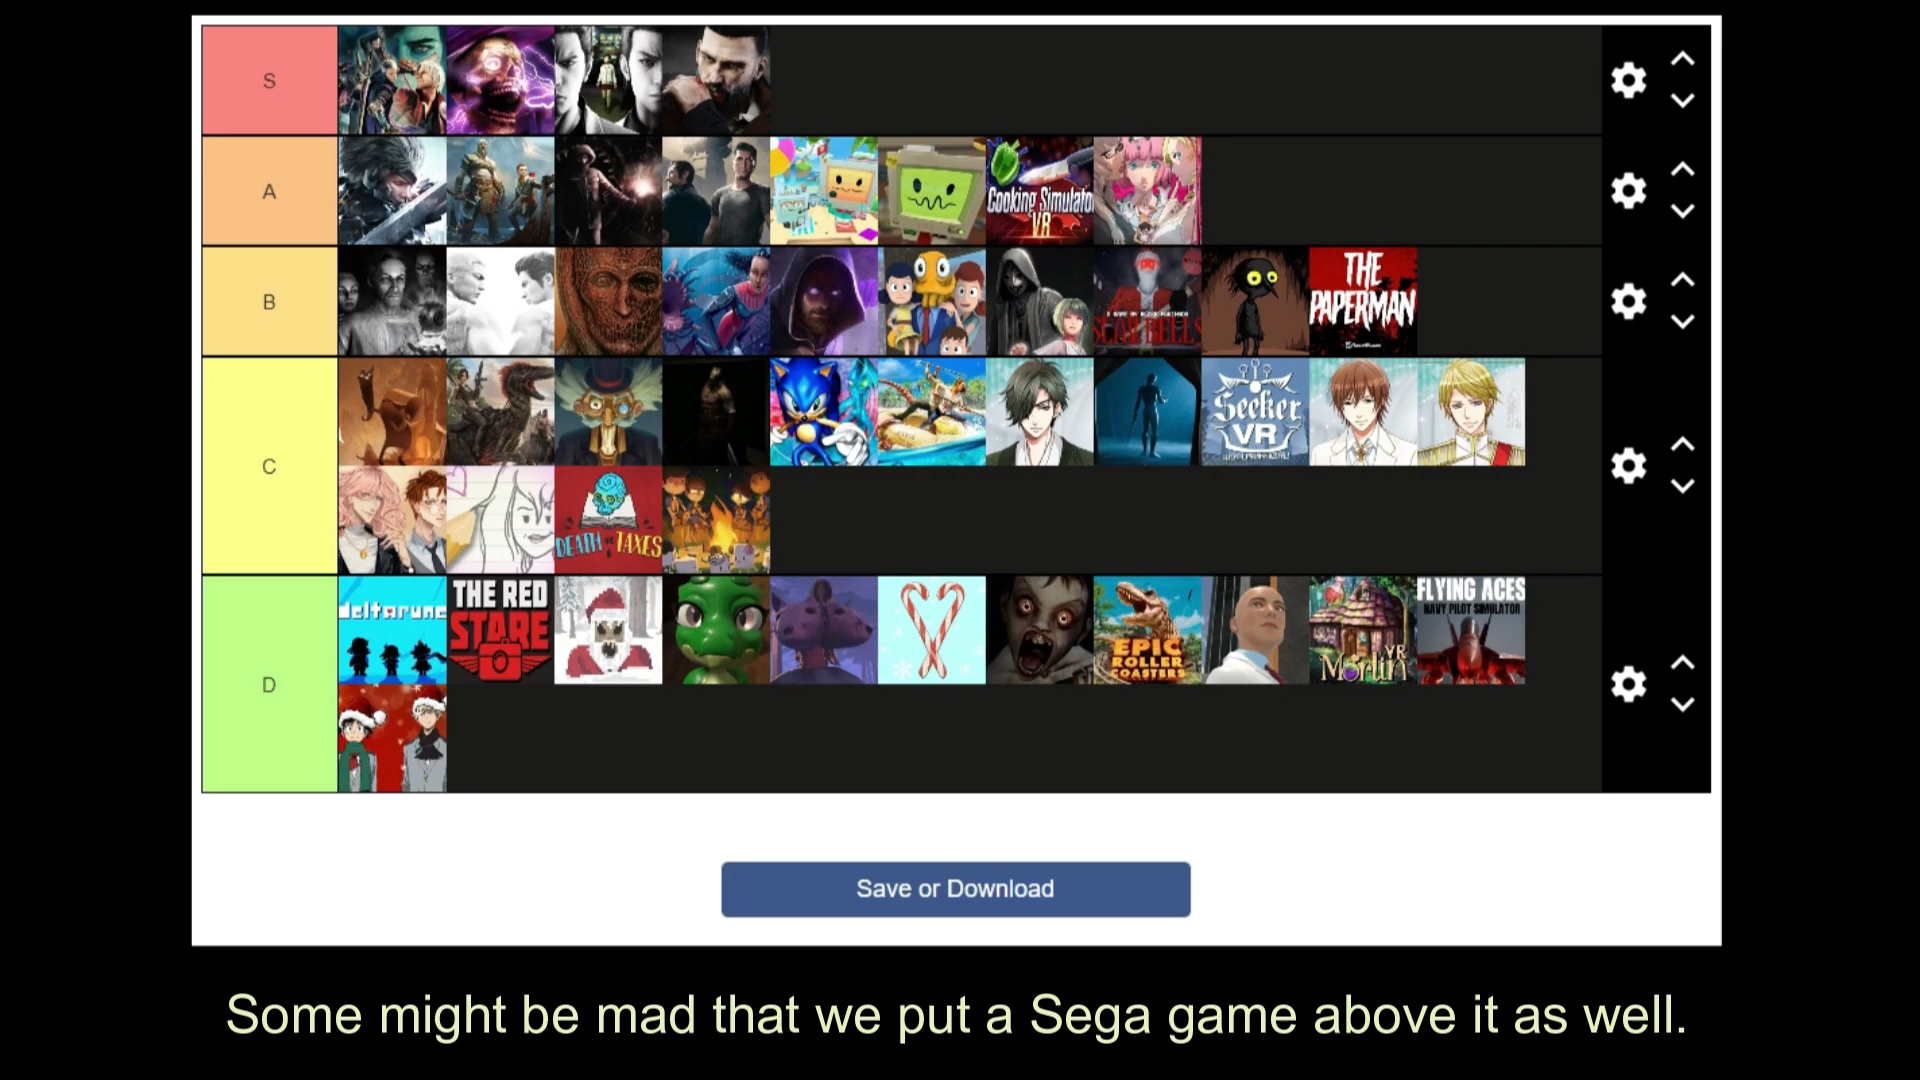 S
A
Cooking Simulator
VR
B
THE
PAPERMAN
C
Seeker
VR
DEATH OR TAXES
D
deltarune
THE RED
STARE
EPIC
ROLLER
COASTERS
Merlin VR
FLYING ACES
NAVY PILOT SIMULATOR
Save or Download
Some might be mad that we put a Sega game above it as well.